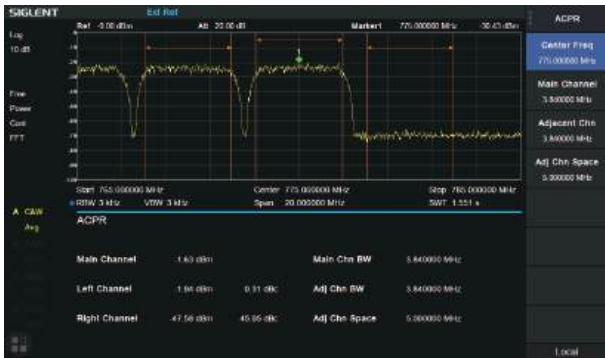 SIGLENT Ext Ref
Log Ref Att 20.00 dB Marker1 775.000000 MHz -30.43 dBm
10 dB
Free
Power
Cont
FFT
1
Start 765.000000 MHz Center 775.000000 MHz Stop 785.000000 MHz
RBW 3 kHz VBW 3 kHz Span 20.000000 MHz SWT 1.551 s
A C&W
Avg
ACPR
Main Channel -1.63 dBm Main Chn BW 3.840000 MHz
Left Channel -1.94 dBm 0.31 dBc Adj Chn BW 3.840000 MHz
Right Channel -47.58 dBm 45.95 dBc Adj Chn Space 5.000000 MHz
ACPR
Center Freq
775.000000 MHz
Main Channel
3.840000 MHz
Adjacent Chn
3.840000 MHz
Adj Chn Space
5.000000 MHz
Local